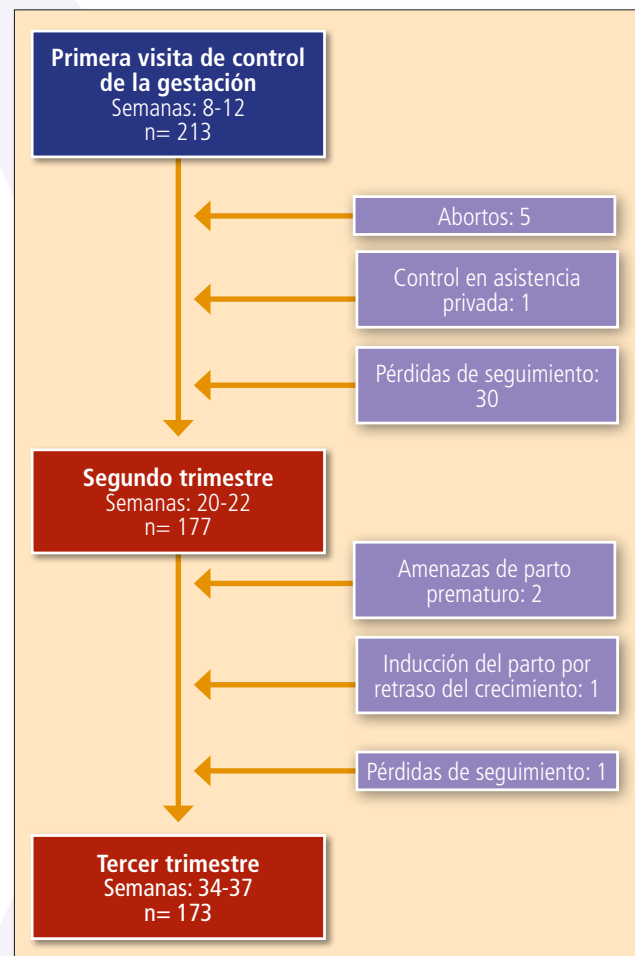 Primera visita de control
de la gestación
Semanas: 8-12
n= 213
Abortos: 5
Control en asistencia
privada: 1
Pérdidas de seguimiento:
30
Segundo trimestre
Semanas: 20-22
n= 177
Amenazas de parto
prematuro: 2
Inducción del parto por
retraso del crecimiento: 1
Pérdidas de seguimiento: 1
Tercer trimestre
Semanas: 34-37
n= 173